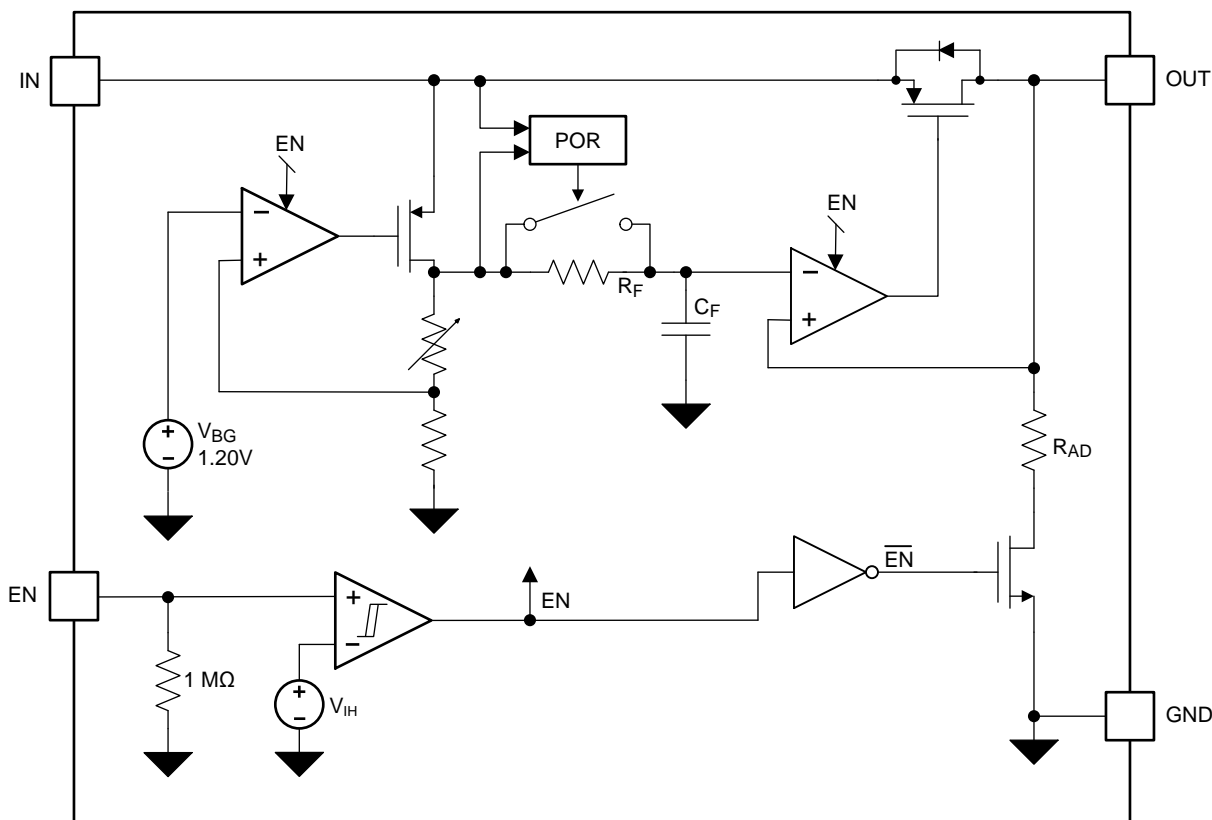 IN
OUT
EN
POR
EN
−
+
R_F
C_F
−
+
V_BG
1.20V
+
−
R_AD
EN
EN
+
−
EN
1 MΩ
+
−
V_IH
GND